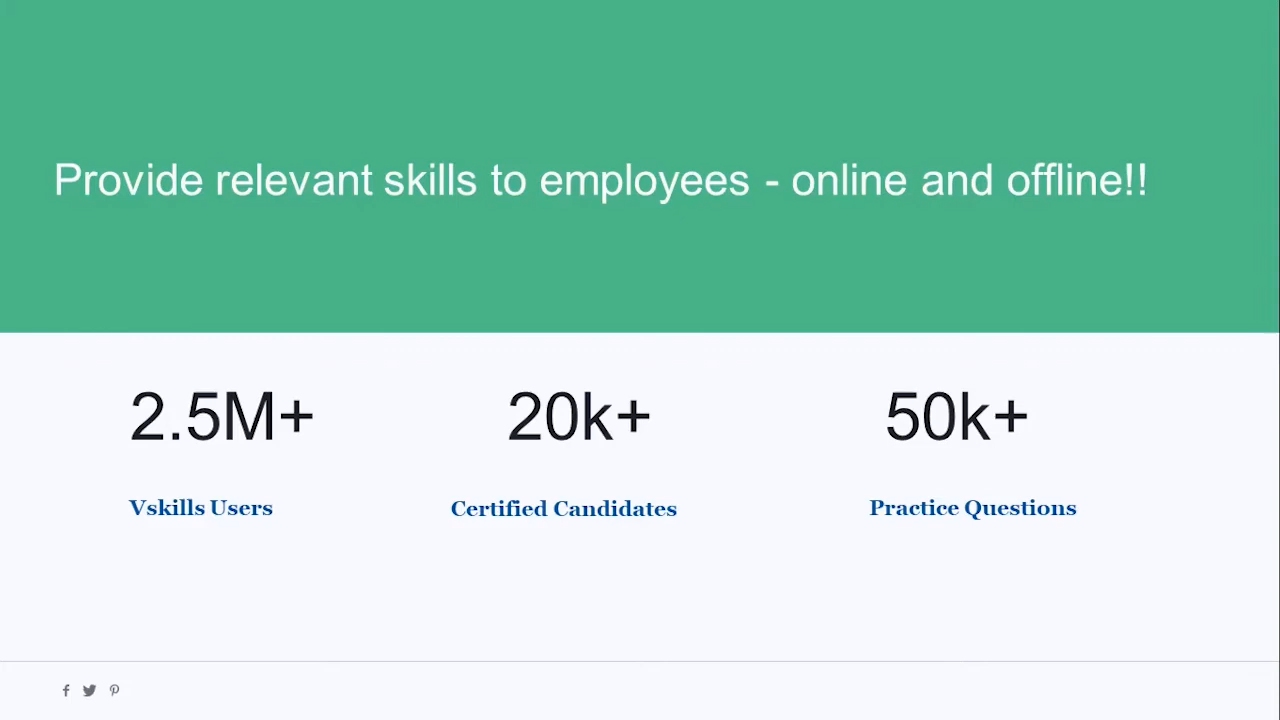 Provide relevant skills to employees - online and offline!!
2.5M+
20k+
50k+
Vskills Users
Certified Candidates
Practice Questions